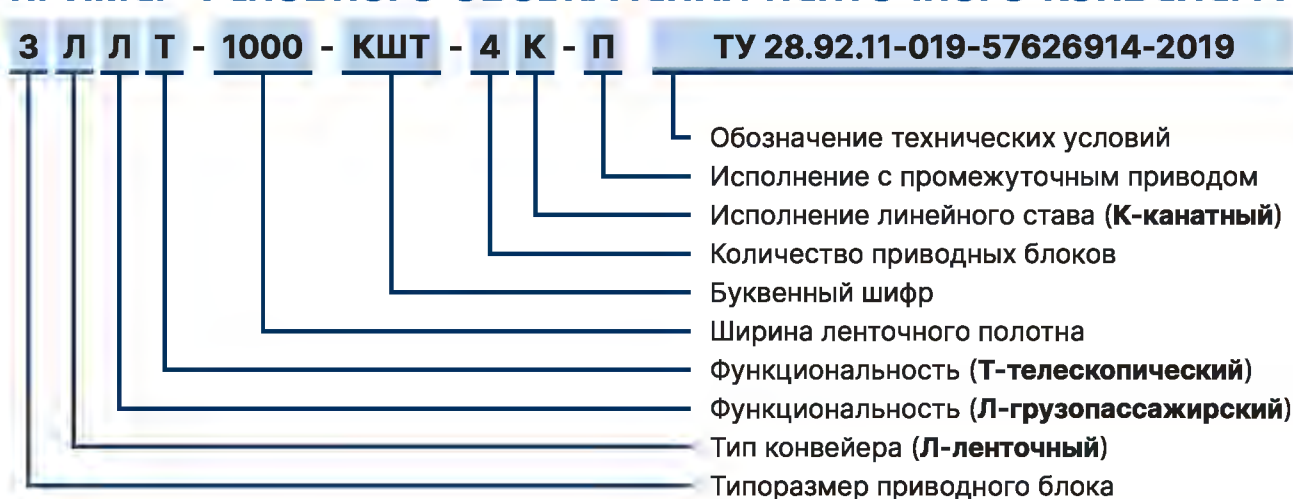 3 Л Л Т - 1000 - КШТ - 4 К - П ТУ 28.92.11-019-57626914-2019
Обозначение технических условий
Исполнение с промежуточным приводом
Исполнение линейного става (К-канатный)
Количество приводных блоков
Буквенный шифр
Ширина ленточного полотна
Функциональность (Т-телескопический)
Функциональность (Л-грузопассажирский)
Тип конвейера (Л-ленточный)
Типоразмер приводного блока